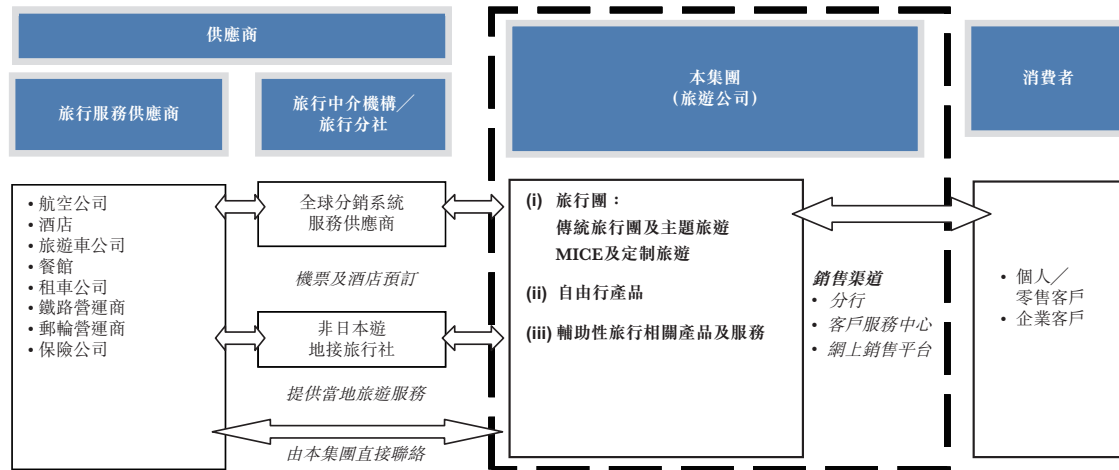 供應商
旅行服務供應商
旅行中介機構／
旅行分社
本集團
(旅遊公司)
消費者
• 航空公司
• 酒店
• 旅遊車公司
• 餐館
• 租車公司
• 鐵路營運商
• 郵輪營運商
• 保險公司
全球分銷系統
服務供應商
機票及酒店預訂
非日本遊
地接旅行社
提供當地旅遊服務
由本集團直接聯絡
(i) 旅行團：
傳統旅行團及主題旅遊
MICE及定制旅遊
(ii) 自由行產品
(iii) 輔助性旅行相關產品及服務
銷售渠道
• 分行
• 客戶服務中心
• 網上銷售平台
• 個人／
零售客戶
• 企業客戶